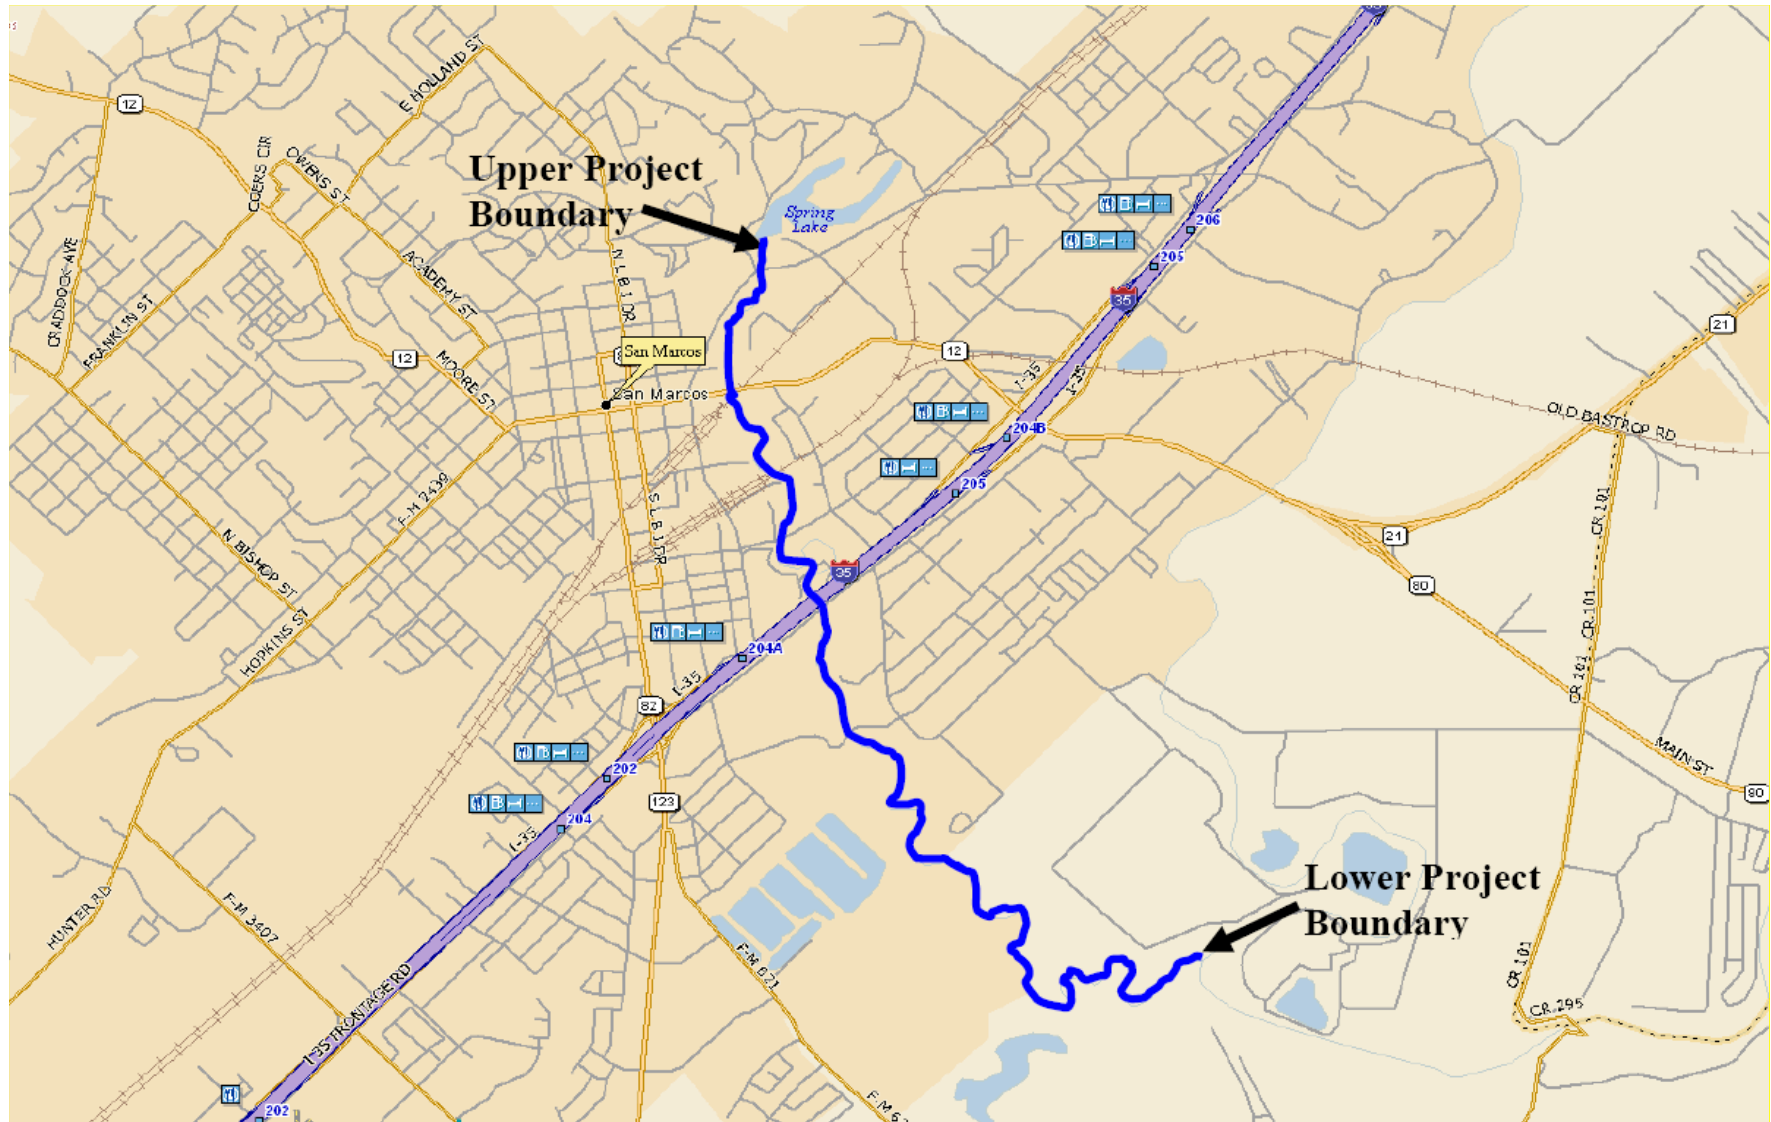 12
E HOLLAND ST
COERS CIR
OWENS ST
Upper Project
Boundary
Spring
Lake
206
205
35
CRADDOCK AVE
FRANKLIN ST
ACADEMY ST
N L B J DR
21
12
MOORE ST
San Marcos
San Marcos
12
I-35
I-35
OLD BASTROP RD
204B
205
F-M 2439
S L B J DR
CR 101
21
N BISHOP ST
35
80
HOPKINS ST
CR 101
CR 101
204A
I-35
82
MAIN ST
202
123
80
204
I-35
Lower Project
Boundary
HUNTER RD
F-M 3407
F-M 621
CR 101
I-35 FRONTAGE RD
CR 295
202